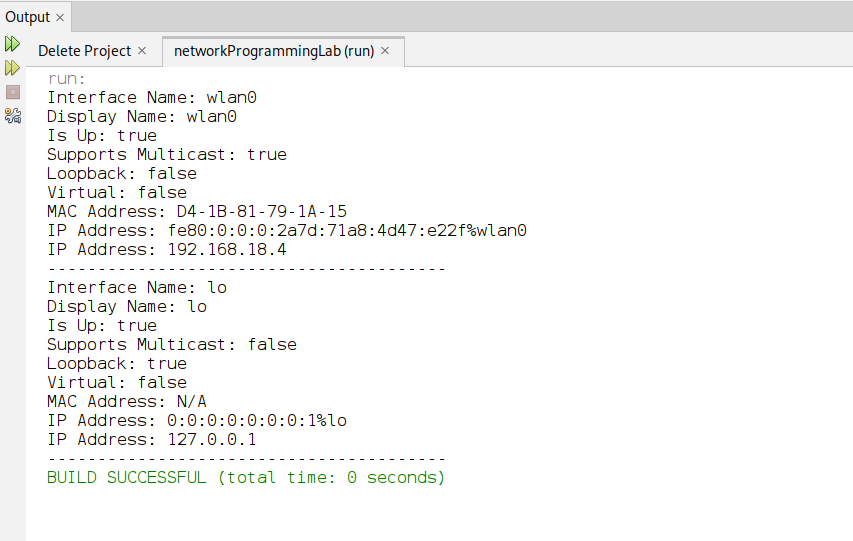 Output
Delete Project networkProgrammingLab (run)
run:
Interface Name: wlan0
Display Name: wlan0
Is Up: true
Supports Multicast: true
Loopback: false
Virtual: false
MAC Address: D4-1B-81-79-1A-15
IP Address: fe80:0:0:0:2a7d:71a8:4d47:e22f%wlan0
IP Address: 192.168.18.4
----------------------------------------
Interface Name: lo
Display Name: lo
Is Up: true
Supports Multicast: false
Loopback: true
Virtual: false
MAC Address: N/A
IP Address: 0:0:0:0:0:0:0:1%lo
IP Address: 127.0.0.1
----------------------------------------
BUILD SUCCESSFUL (total time: 0 seconds)